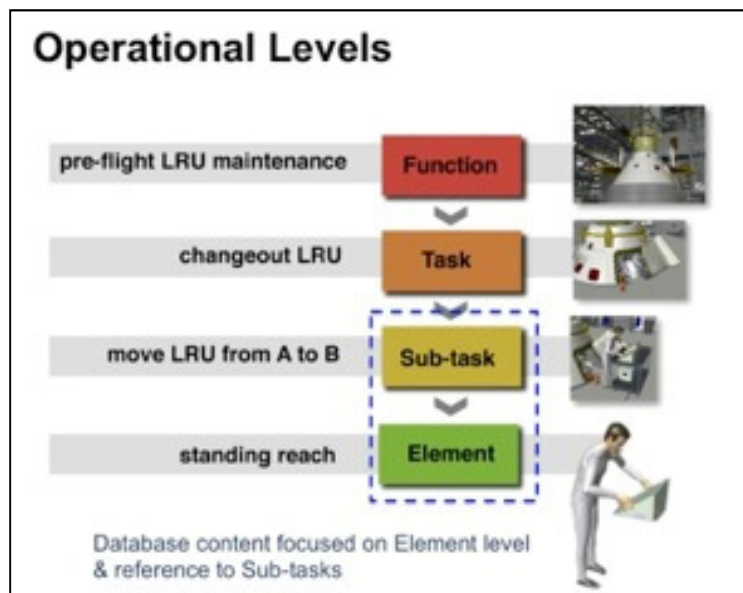 Operational Levels
pre-flight LRU maintenance Function
changeout LRU Task
move LRU from A to B Sub-task
standing reach Element
Database content focused on Element level
& reference to Sub-tasks